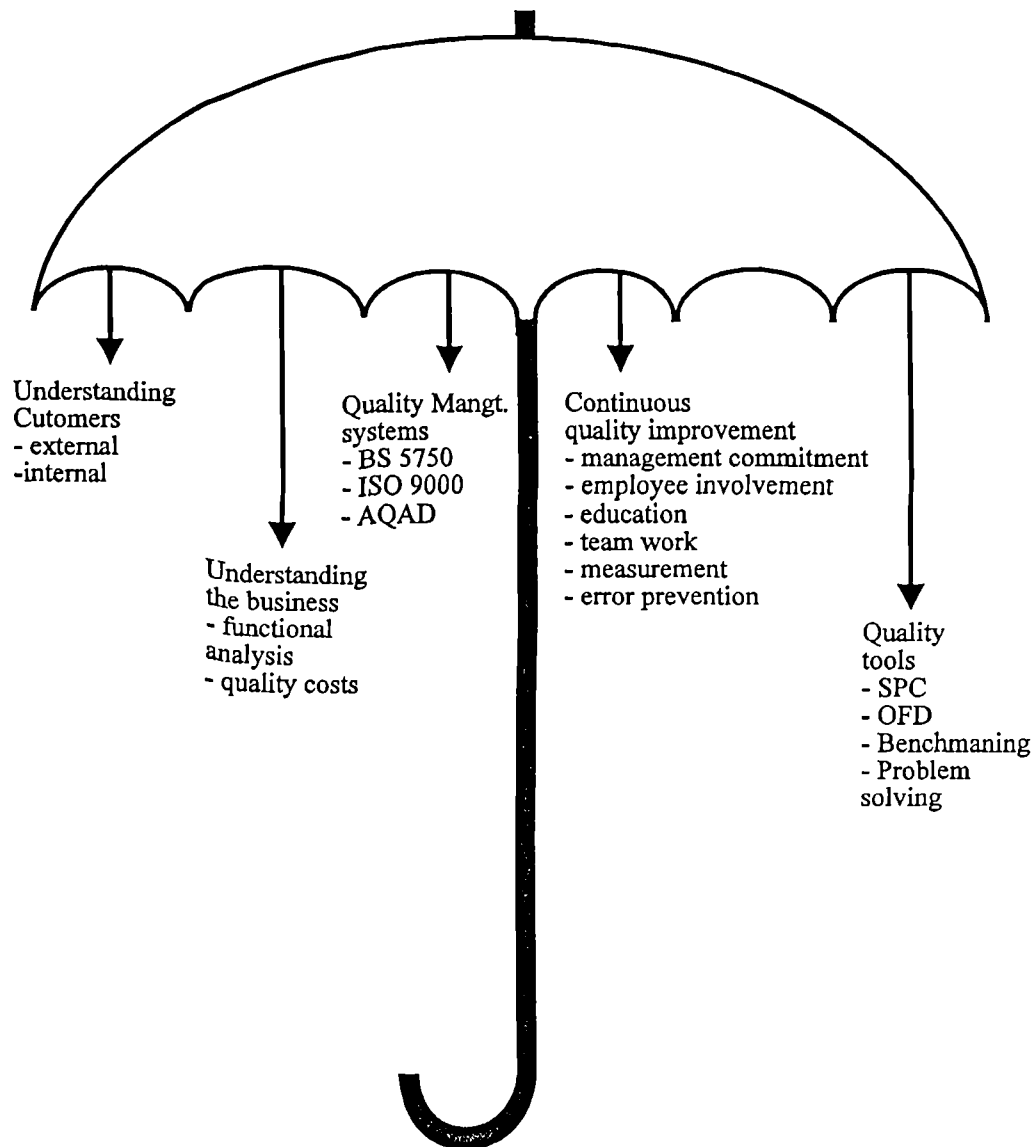 Understanding
Cutomers
- external
-internal
Understanding
the business
- functional
analysis
- quality costs
Quality Mangt.
systems
- BS 5750
- ISO 9000
- AQAD
Continuous
quality improvement
- management commitment
- employee involvement
- education
- team work
- measurement
- error prevention
Quality
tools
- SPC
- OFD
- Benchmaning
- Problem
solving